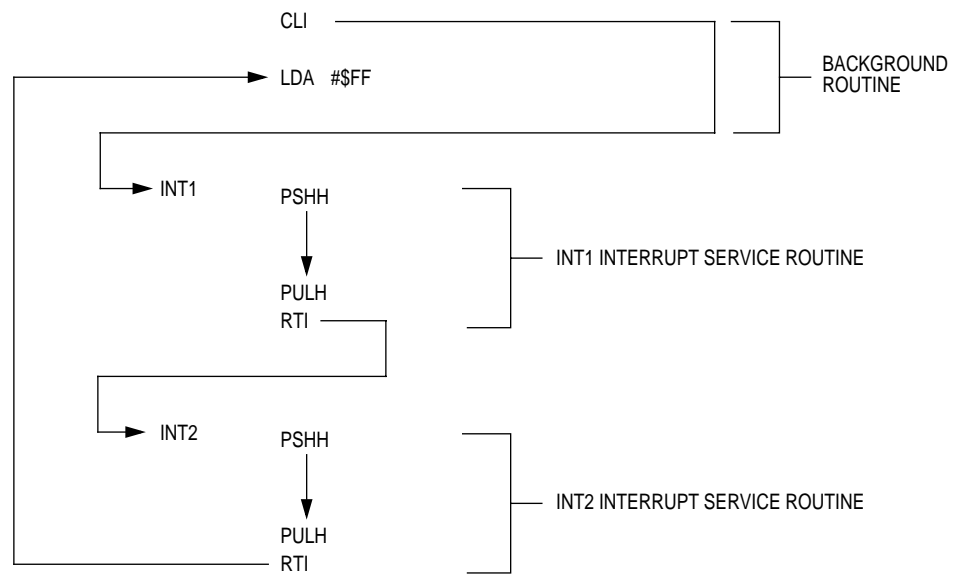 CLI
LDA #$FF
BACKGROUND
ROUTINE
INT1
PSHH
INT1 INTERRUPT SERVICE ROUTINE
PULH
RTI
INT2
PSHH
INT2 INTERRUPT SERVICE ROUTINE
PULH
RTI